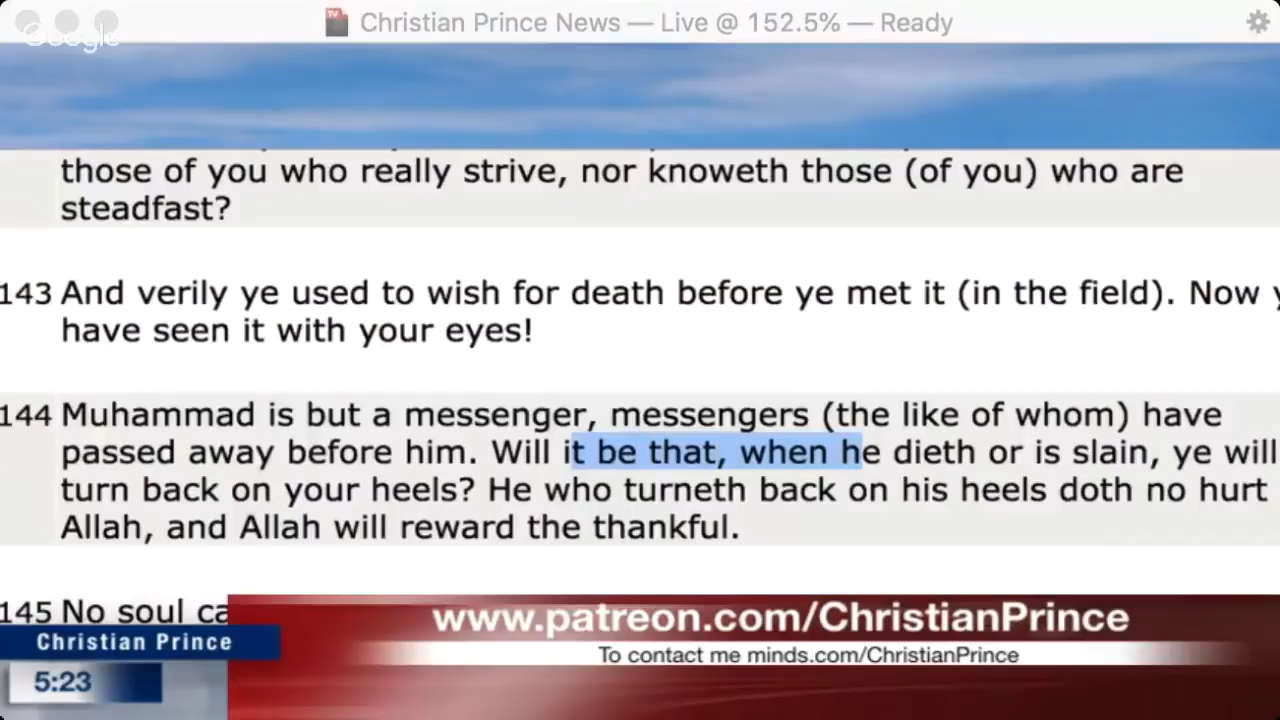 Christian Prince News — Live @ 152.5% — Ready
Google
those of you who really strive, nor knoweth those (of you) who are
steadfast?
143 And verily ye used to wish for death before ye met it (in the field). Now
have seen it with your eyes!
144 Muhammad is but a messenger, messengers (the like of whom) have
passed away before him. Will it be that, when he dieth or is slain, ye will
turn back on your heels? He who turneth back on his heels doth no hurt
Allah, and Allah will reward the thankful.
145 No soul ca
www.patreon.com/ChristianPrince
Christian Prince
To contact me minds.com/ChristianPrince
5:23